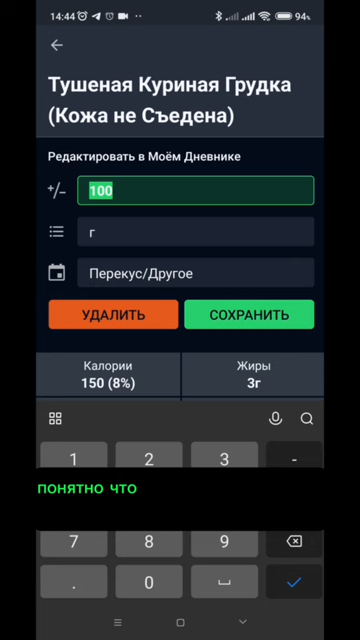 14:44
94%
Тушеная Куриная Грудка
(Кожа не Съедена)
Редактировать в Моём Дневнике
+/-
100
г
Перекус/Другое
УДАЛИТЬ
СОХРАНИТЬ
Калории
150 (8%)
Жиры
3г
1 2 3 -
ПОНЯТНО ЧТО
7 8 9
. 0